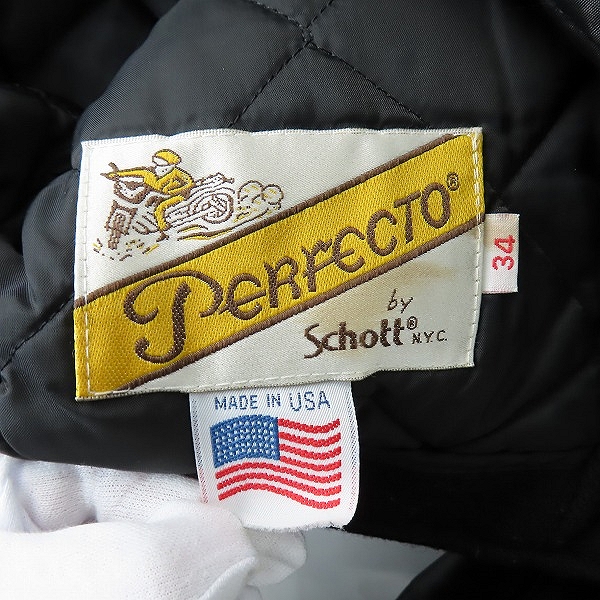 PERFECTO®
by
Schott® N.Y.C.
34
MADE IN USA